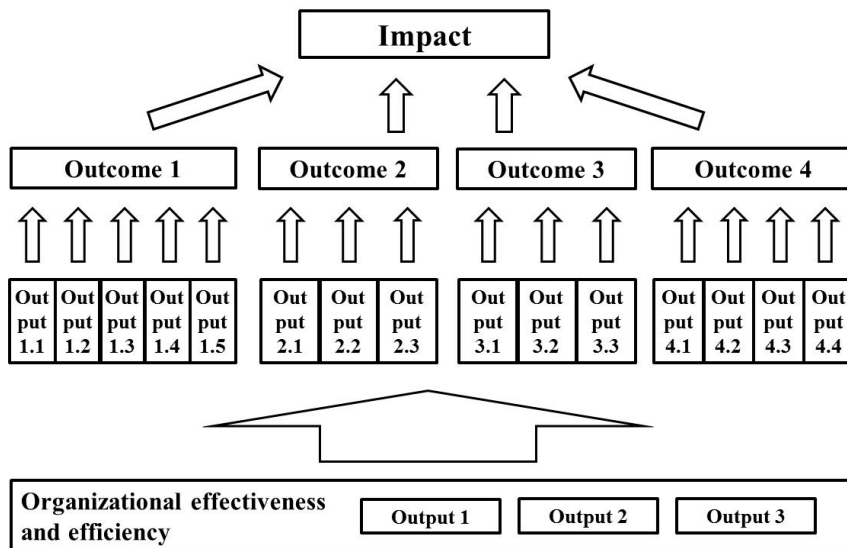 Impact
Outcome 1
Outcome 2
Outcome 3
Outcome 4
Out
put
1.1
Out
put
1.2
Out
put
1.3
Out
put
1.4
Out
put
1.5
Out
put
2.1
Out
put
2.2
Out
put
2.3
Out
put
3.1
Out
put
3.2
Out
put
3.3
Out
put
4.1
Out
put
4.2
Out
put
4.3
Out
put
4.4
Organizational effectiveness
and efficiency
Output 1
Output 2
Output 3